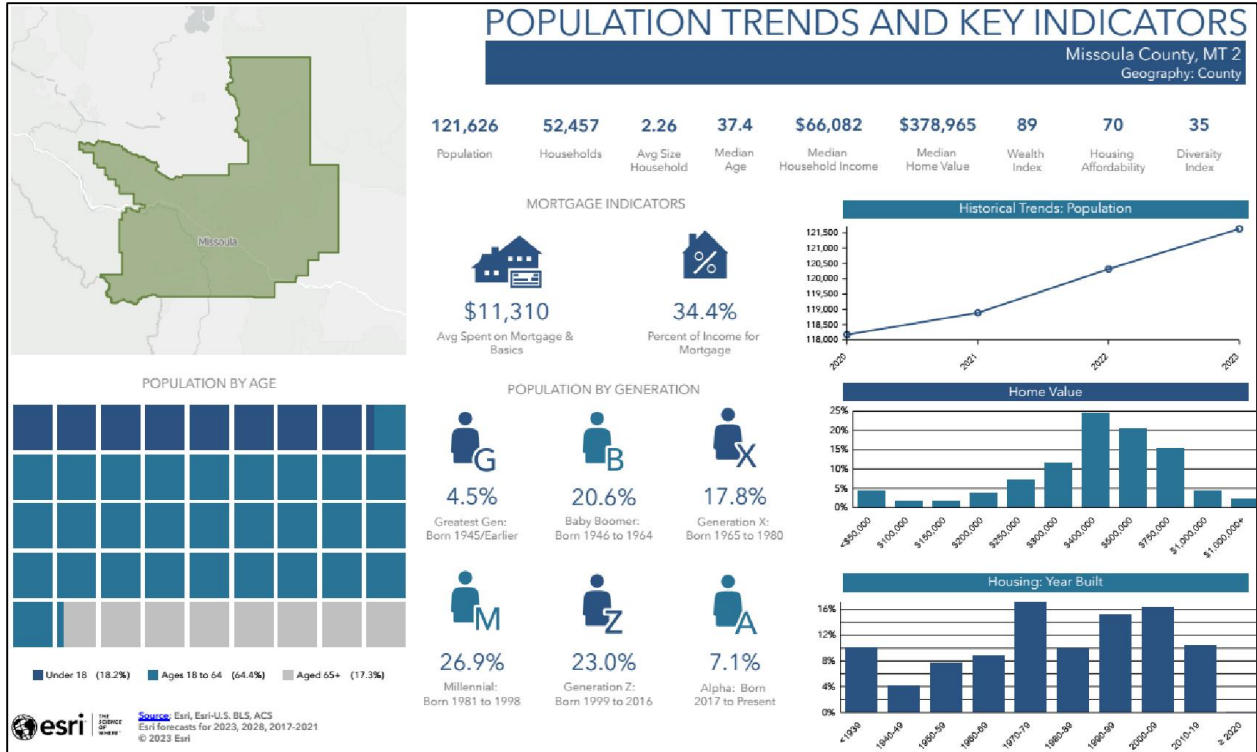 POPULATION TRENDS AND KEY INDICATORS
Missoula County, MT 2
Geography: County
Missoula
121,626
Population
52,457
Households
2.26
Avg Size
Household
37.4
Median
Age
$66,082
Median
Household Income
$378,965
Median
Home Value
89
Wealth
Index
70
Housing
Affordability
35
Diversity
Index
MORTGAGE INDICATORS
$11,310
Avg Spent on Mortgage &
Basics
%
34.4%
Percent of Income for
Mortgage
Historical Trends: Population
121,500
121,000
120,500
120,000
119,500
119,000
118,500
118,000
2020
2021
2022
2023
POPULATION BY AGE
Under 18 (18.2%)
Ages 18 to 64 (64.4%)
Aged 65+ (17.3%)
POPULATION BY GENERATION
G
4.5%
Greatest Gen:
Born 1945/Earlier
B
20.6%
Baby Boomer:
Born 1946 to 1964
X
17.8%
Generation X:
Born 1965 to 1980
M
26.9%
Millennial:
Born 1981 to 1998
Z
23.0%
Generation Z:
Born 1999 to 2016
A
7.1%
Alpha: Born
2017 to Present
Home Value
25%
20%
15%
10%
5%
0%
<$50,000
$100,000
$150,000
$200,000
$250,000
$300,000
$400,000
$500,000
$750,000
$1,000,000
$1,000,000+
Housing: Year Built
16%
12%
8%
4%
0%
<1939
1940-49
1950-59
1960-69
1970-79
1980-89
1990-99
2000-09
2010-19
≥ 2020
esri
THE
SCIENCE
OF
WHERE
Source: Esri, Esri-U.S. BLS, ACS
Esri forecasts for 2023, 2028, 2017-2021
© 2023 Esri